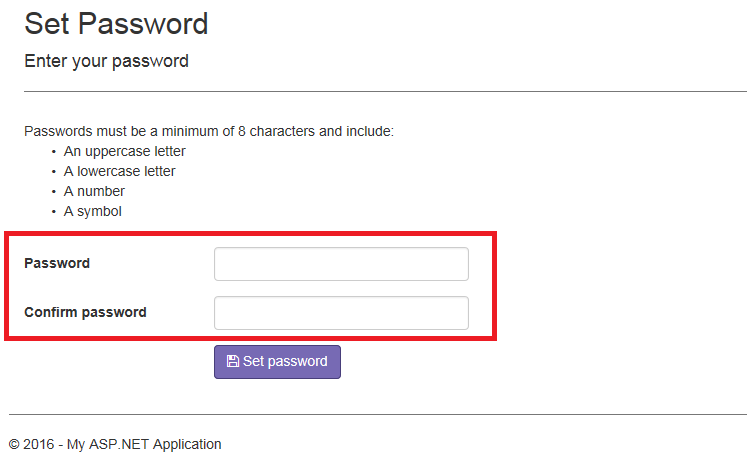 Set Password
Enter your password
Passwords must be a minimum of 8 characters and include:
• An uppercase letter
• A lowercase letter
• A number
• A symbol
Password
Confirm password
Set password
© 2016 - My ASP.NET Application